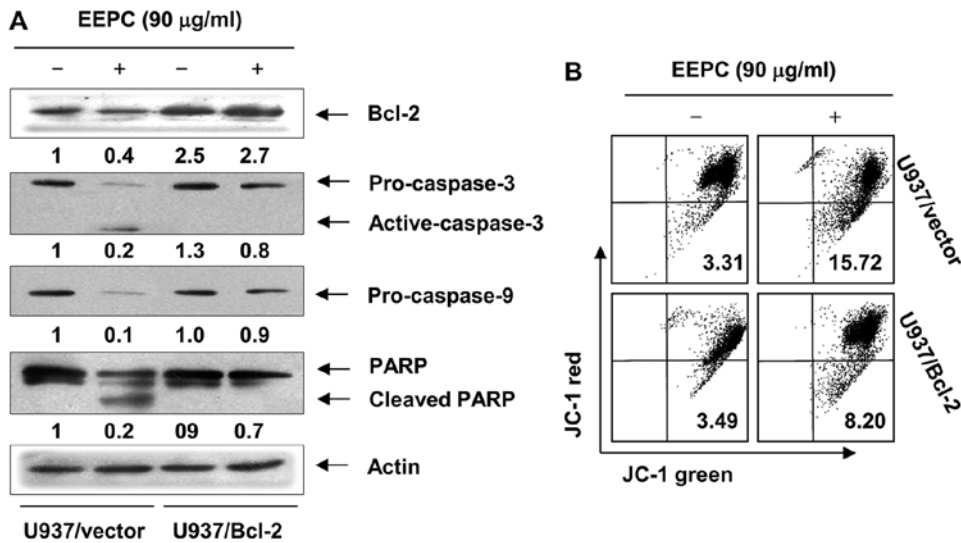 A
EEPC (90 μg/ml)
− + − +
Bcl-2
1 0.4 2.5 2.7
Pro-caspase-3
Active-caspase-3
1 0.2 1.3 0.8
Pro-caspase-9
1 0.1 1.0 0.9
PARP
Cleaved PARP
1 0.2 09 0.7
Actin
U937/vector U937/Bcl-2
B
EEPC (90 μg/ml)
− +
3.31 15.72
U937/vector
3.49 8.20
U937/Bcl-2
JC-1 red
JC-1 green